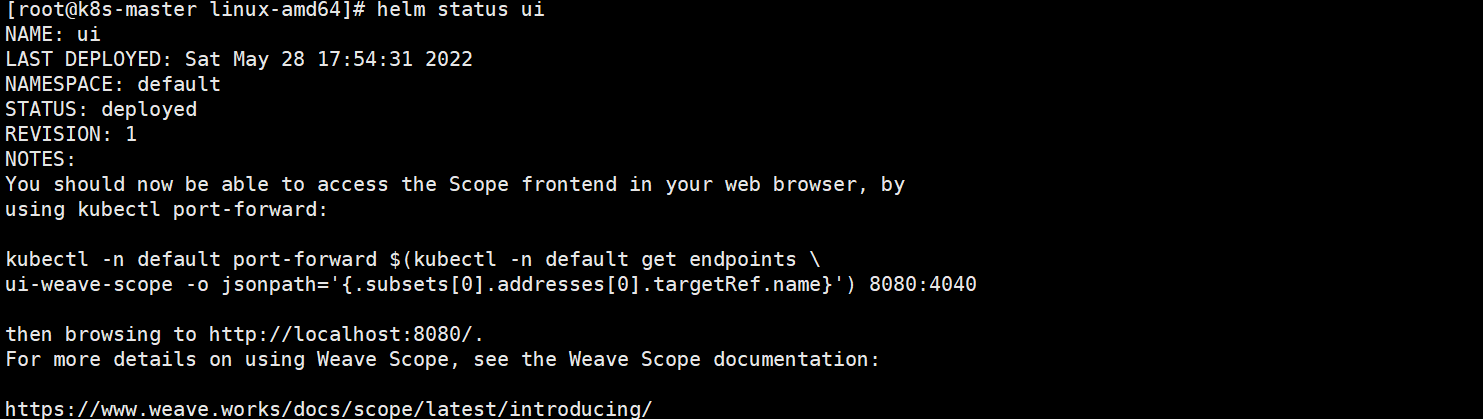 [root@k8s-master linux-amd64]# helm status ui
NAME: ui
LAST DEPLOYED: Sat May 28 17:54:31 2022
NAMESPACE: default
STATUS: deployed
REVISION: 1
NOTES:
You should now be able to access the Scope frontend in your web browser, by
using kubectl port-forward:

kubectl -n default port-forward $(kubectl -n default get endpoints \
ui-weave-scope -o jsonpath='{.subsets[0].addresses[0].targetRef.name}') 8080:4040

then browsing to http://localhost:8080/.
For more details on using Weave Scope, see the Weave Scope documentation:

https://www.weave.works/docs/scope/latest/introducing/